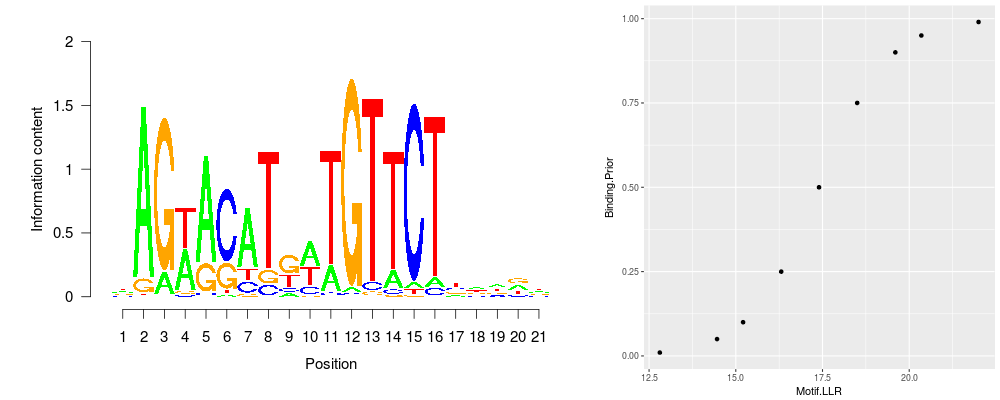 Information content
2
1.5
1
0.5
0
1 2 3 4 5 6 7 8 9 10 11 12 13 14 15 16 17 18 19 20 21
Position
A G T A C A T G A T G T T C T
Binding.Prior
1.00
0.75
0.50
0.25
0.00
12.5 15.0 17.5 20.0
Motif.LLR